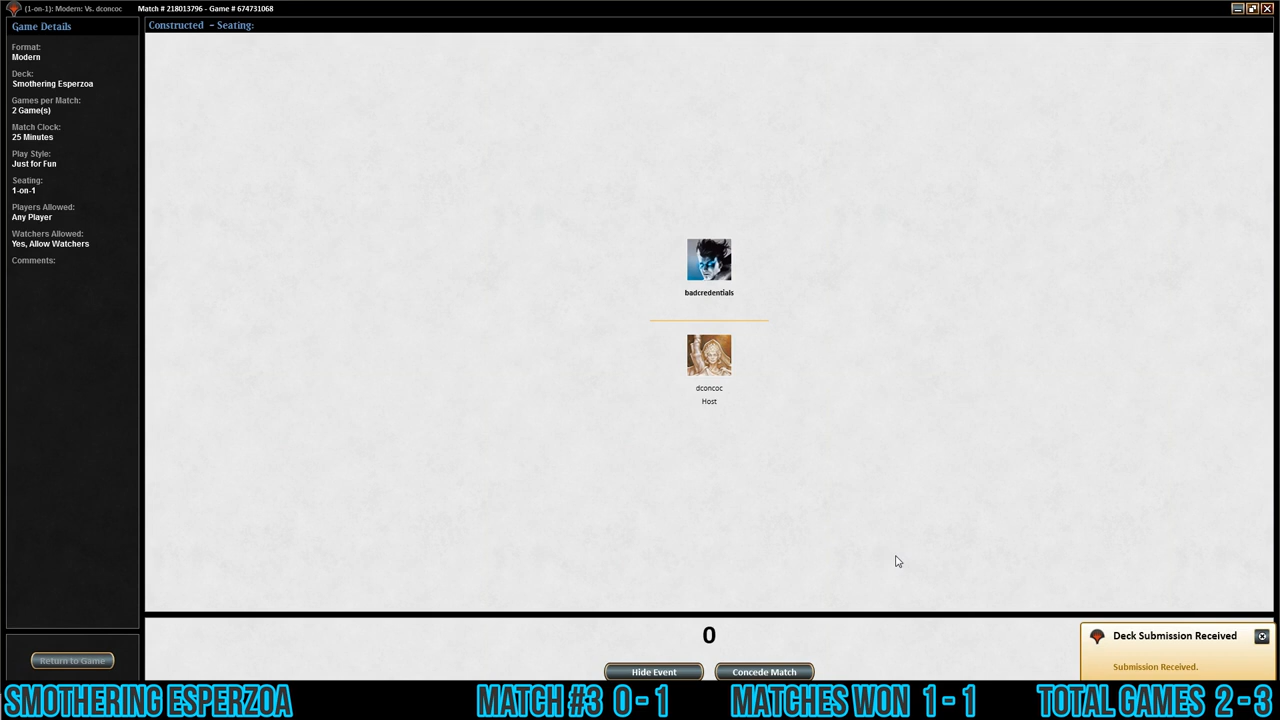 (1-on-1): Modern: Vs. dconcoc Match # 218013796 - Game # 674731068
Game Details
Format:
Modern
Deck:
Smothering Esperzoa
Games per Match:
2 Game(s)
Match Clock:
25 Minutes
Play Style:
Just for Fun
Seating:
1-on-1
Players Allowed:
Any Player
Watchers Allowed:
Yes, Allow Watchers
Comments:
Return to Game
Constructed - Seating:
badcredentials
dconcoc
Host
0
Hide Event Concede Match
Deck Submission Received
Submission Received.
SMOTHERING ESPERZOA MATCH #3 0 - 1 MATCHES WON 1 - 1 TOTAL GAMES 2 - 3